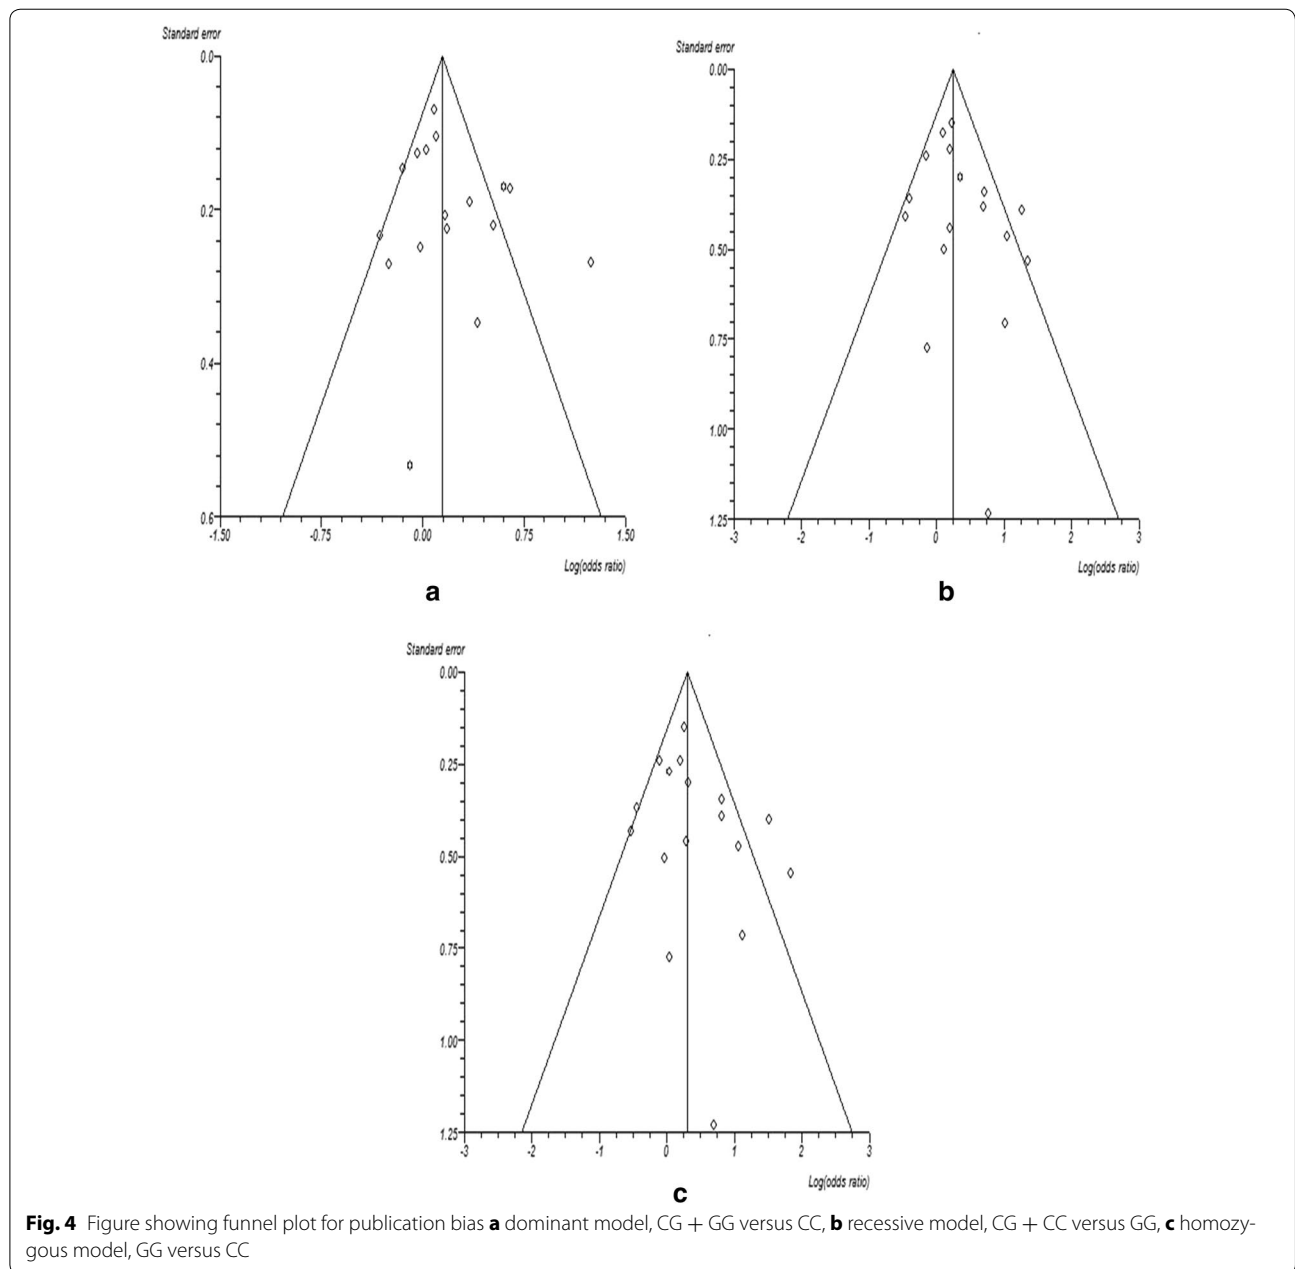 Standard error
0.0
0.2
0.4
0.6
-1.50 -0.75 0.00 0.75 1.50
Log(odds ratio)
a
Standard error
0.00
0.25
0.50
0.75
1.00
1.25
-3 -2 -1 0 1 2 3
Log(odds ratio)
b
Standard error
0.00
0.25
0.50
0.75
1.00
1.25
-3 -2 -1 0 1 2 3
Log(odds ratio)
c
Fig. 4 Figure showing funnel plot for publication bias a dominant model, CG + GG versus CC, b recessive model, CG + CC versus GG, c homozy-
gous model, GG versus CC